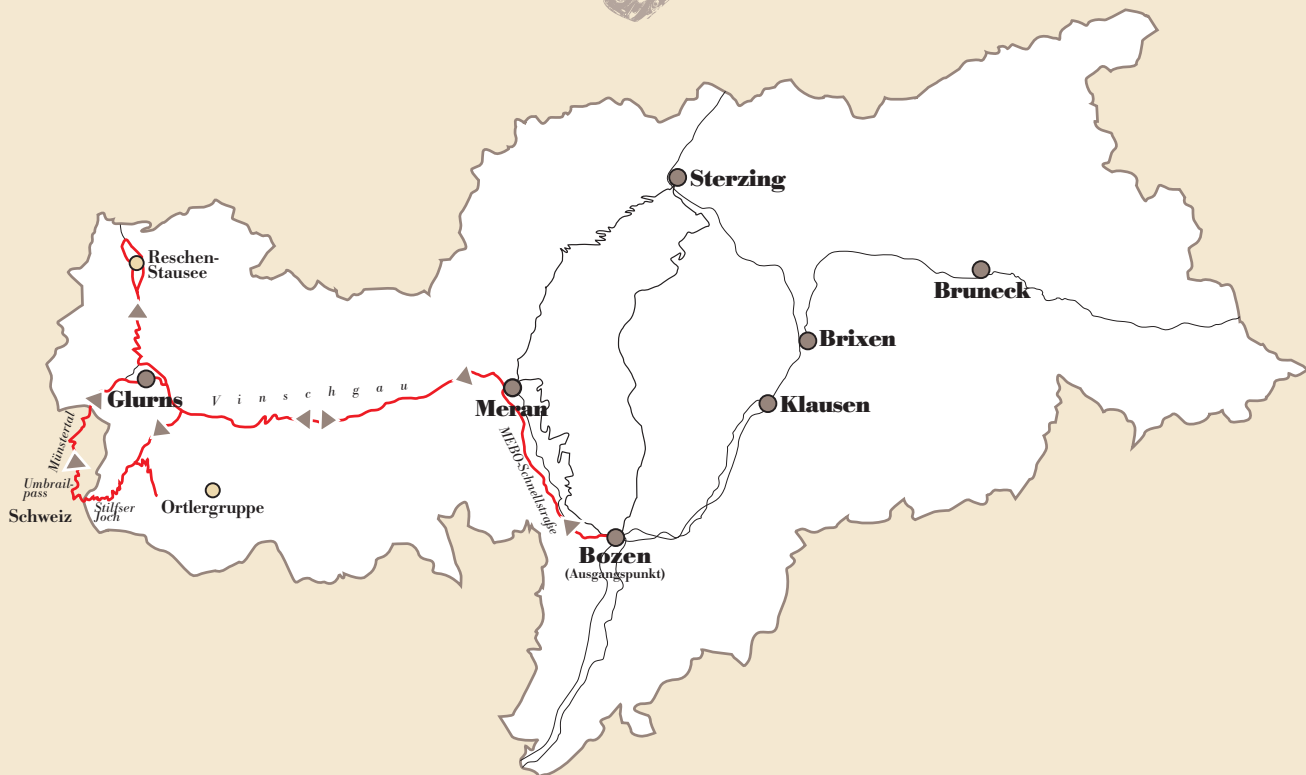 Sterzing
Reschen-
Stausee
Bruneck
Brixen
Vinschgau
Glurns
Meran
Klausen
Münstertal
MEBO-Schnellstraße
Umbrail-
pass
Stilfser
Joch
Ortlergruppe
Schweiz
Bozen
(Ausgangspunkt)